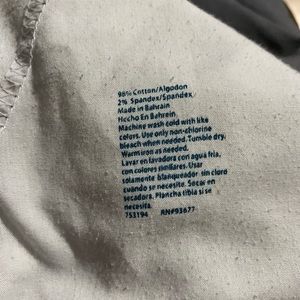 98% Cotton/Algodon
2% Spandex/Spandex
Made in Bahrain
Hecho En Bahrein
Machine wash cold with like
colors. Use only non-chlorine
bleach when needed. Tumble dry.
Warm iron as needed.
Lavar en lavadora con agua fria,
con colores similares. Usar
solamente blanqueador sin cloro
cuando se necesite. Secar en
secadora. Plancha tibia si se
necesita.
753194 RN#93677